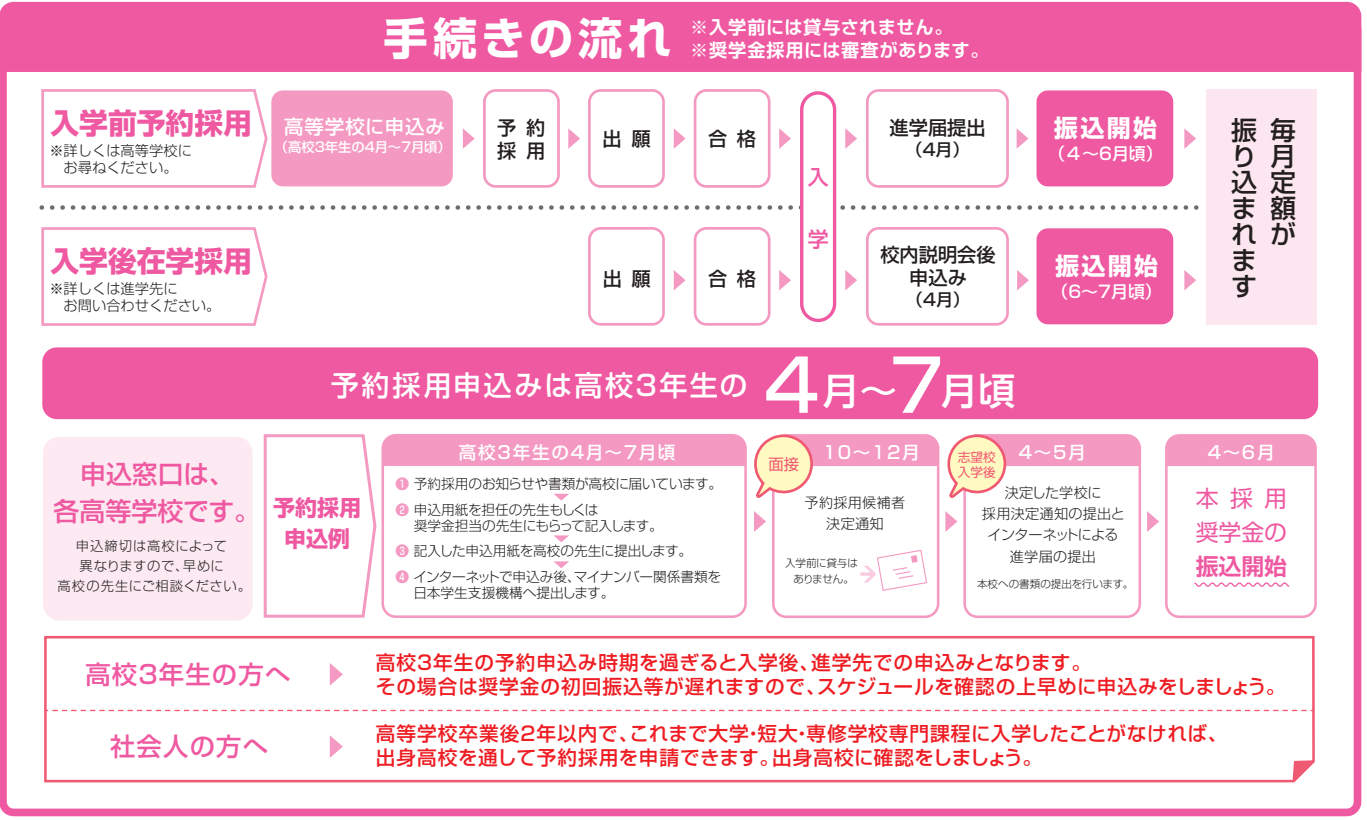 手続きの流れ
※入学前には貸与されません。
※奨学金採用には審査があります。
入学前予約採用
※詳しくは高等学校に
お尋ねください。
高等学校に申込み
(高校3年生の4月～7月頃)
予約
採用
出願
合格
入学
進学届提出
(4月)
振込開始
(4～6月頃)
毎月定額が
振り込まれます
入学後在学採用
※詳しくは進学先に
お問い合わせください。
出願
合格
校内説明会後
申込み
(4月)
振込開始
(6～7月頃)
予約採用申込みは高校3年生の 4月～7月頃
申込窓口は、
各高等学校です。
申込締切は高校によって
異なりますので、早めに
高校の先生にご相談ください。
予約採用
申込例
高校3年生の4月～7月頃
❶ 予約採用のお知らせや書類が高校に届いています。
❷ 申込用紙を担任の先生もしくは
奨学金担当の先生にもらって記入します。
❸ 記入した申込用紙を高校の先生に提出します。
❹ インターネットで申込み後、マイナンバー関係書類を
日本学生支援機構へ提出します。
面接
10～12月
予約採用候補者
決定通知
入学前に貸与は
ありません。
志望校
入学後
4～5月
決定した学校に
採用決定通知の提出と
インターネットによる
進学届の提出
本校への書類の提出を行います。
4～6月
本採用
奨学金の
振込開始
高校3年生の方へ
高校3年生の予約申込み時期を過ぎると入学後、進学先での申込みとなります。
その場合は奨学金の初回振込等が遅れますので、スケジュールを確認の上早めに申込みをしましょう。
社会人の方へ
高等学校卒業後2年以内で、これまで大学・短大・専修学校専門課程に入学したことがなければ、
出身高校を通して予約採用を申請できます。出身高校に確認をしましょう。